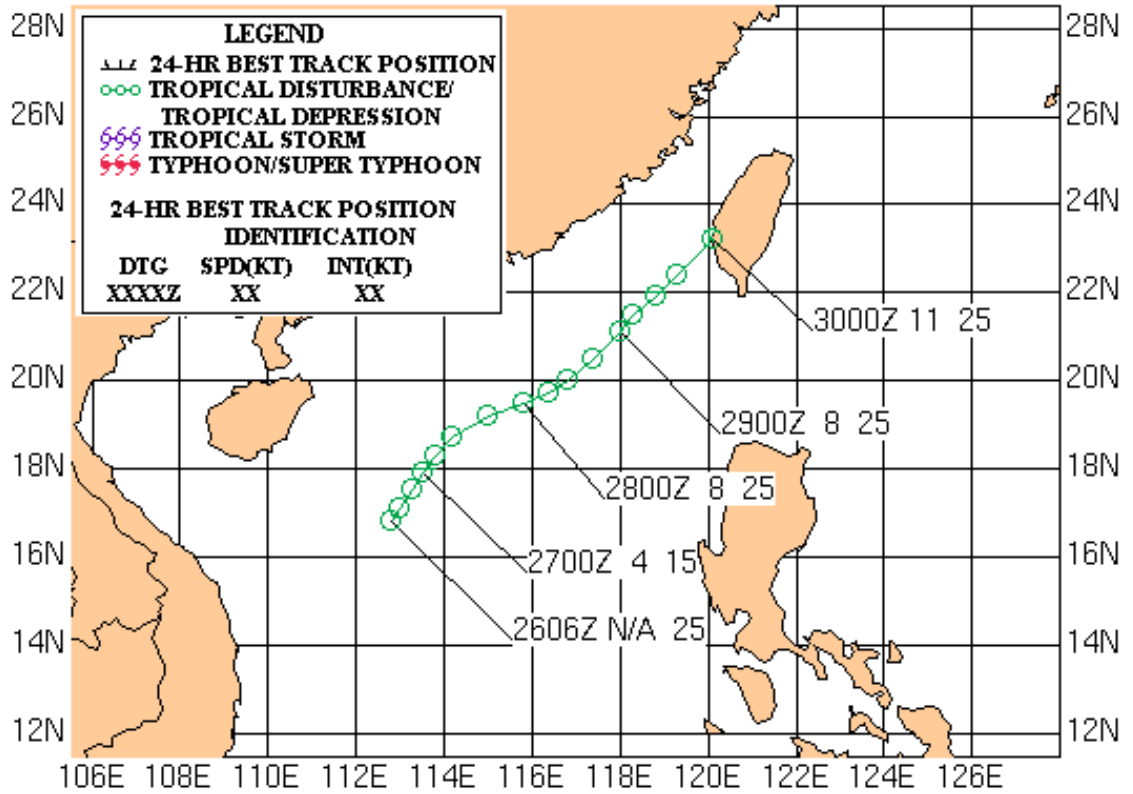 28N
28N
LEGEND
24-HR BEST TRACK POSITION
TROPICAL DISTURBANCE/
TROPICAL DEPRESSION
TROPICAL STORM
TYPHOON/SUPER TYPHOON
24-HR BEST TRACK POSITION
IDENTIFICATION
DTG SPD(KT) INT(KT)
XXXXZ XX XX
26N
26N
24N
24N
22N
22N
3000Z 11 25
20N
20N
2900Z 8 25
18N
18N
2800Z 8 25
16N
16N
2700Z 4 15
2606Z N/A 25
14N
14N
12N
12N
106E 108E 110E 112E 114E 116E 118E 120E 122E 124E 126E